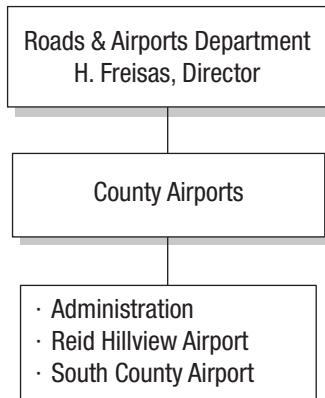 Roads & Airports Department
H. Freisas, Director
County Airports
· Administration
· Reid Hillview Airport
· South County Airport